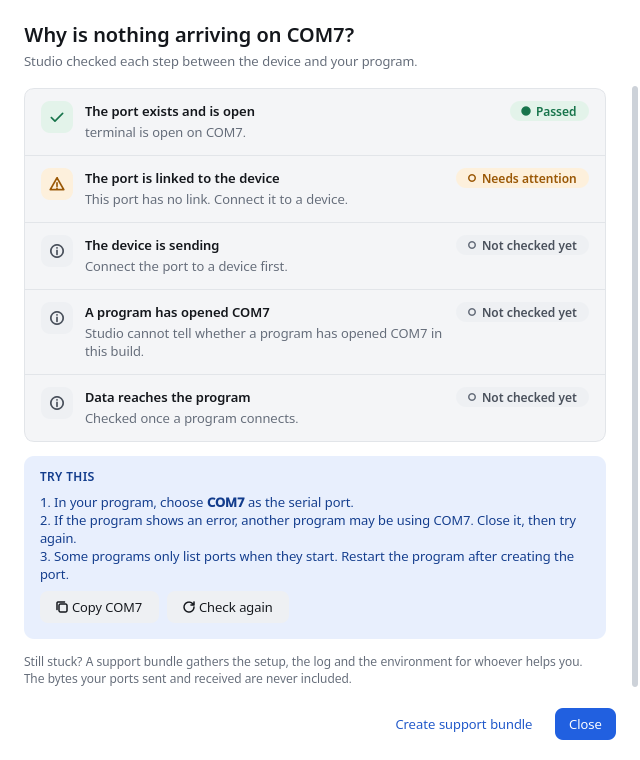 Why is nothing arriving on COM7?
Studio checked each step between the device and your program.
The port exists and is open
Passed
terminal is open on COM7.
The port is linked to the device
Needs attention
This port has no link. Connect it to a device.
The device is sending
Not checked yet
Connect the port to a device first.
A program has opened COM7
Not checked yet
Studio cannot tell whether a program has opened COM7 in
this build.
Data reaches the program
Not checked yet
Checked once a program connects.
TRY THIS
1. In your program, choose COM7 as the serial port.
2. If the program shows an error, another program may be using COM7. Close it, then try
again.
3. Some programs only list ports when they start. Restart the program after creating the
port.
Copy COM7
Check again
Still stuck? A support bundle gathers the setup, the log and the environment for whoever helps you.
The bytes your ports sent and received are never included.
Create support bundle
Close